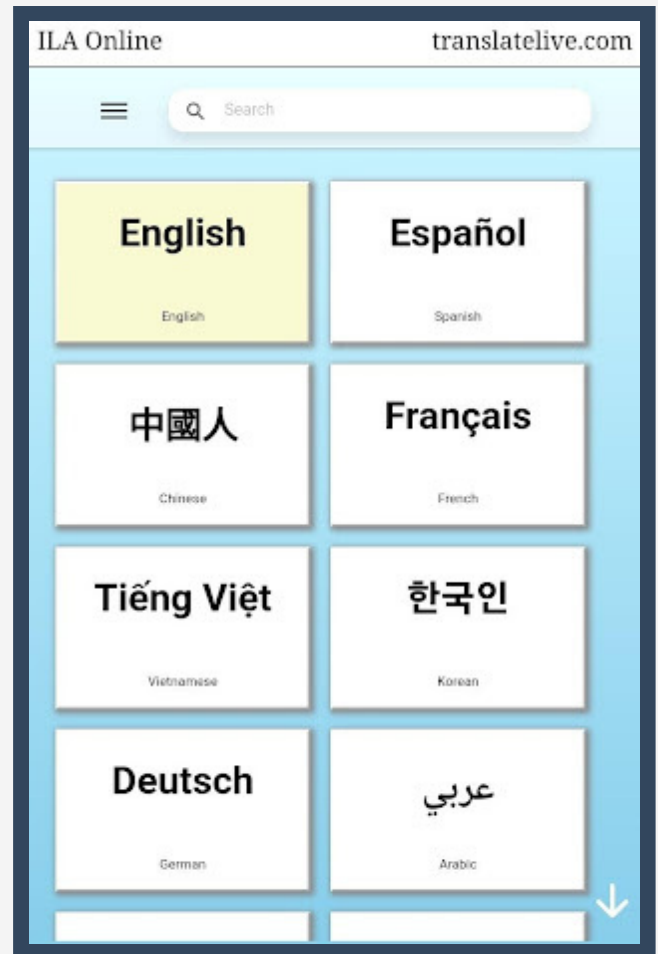 ILA Online translatelive.com
Search
English Español
English Spanish
中國人 Français
Chinese French
Tiếng Việt 한국인
Vietnamese Korean
Deutsch عربي
German Arabic